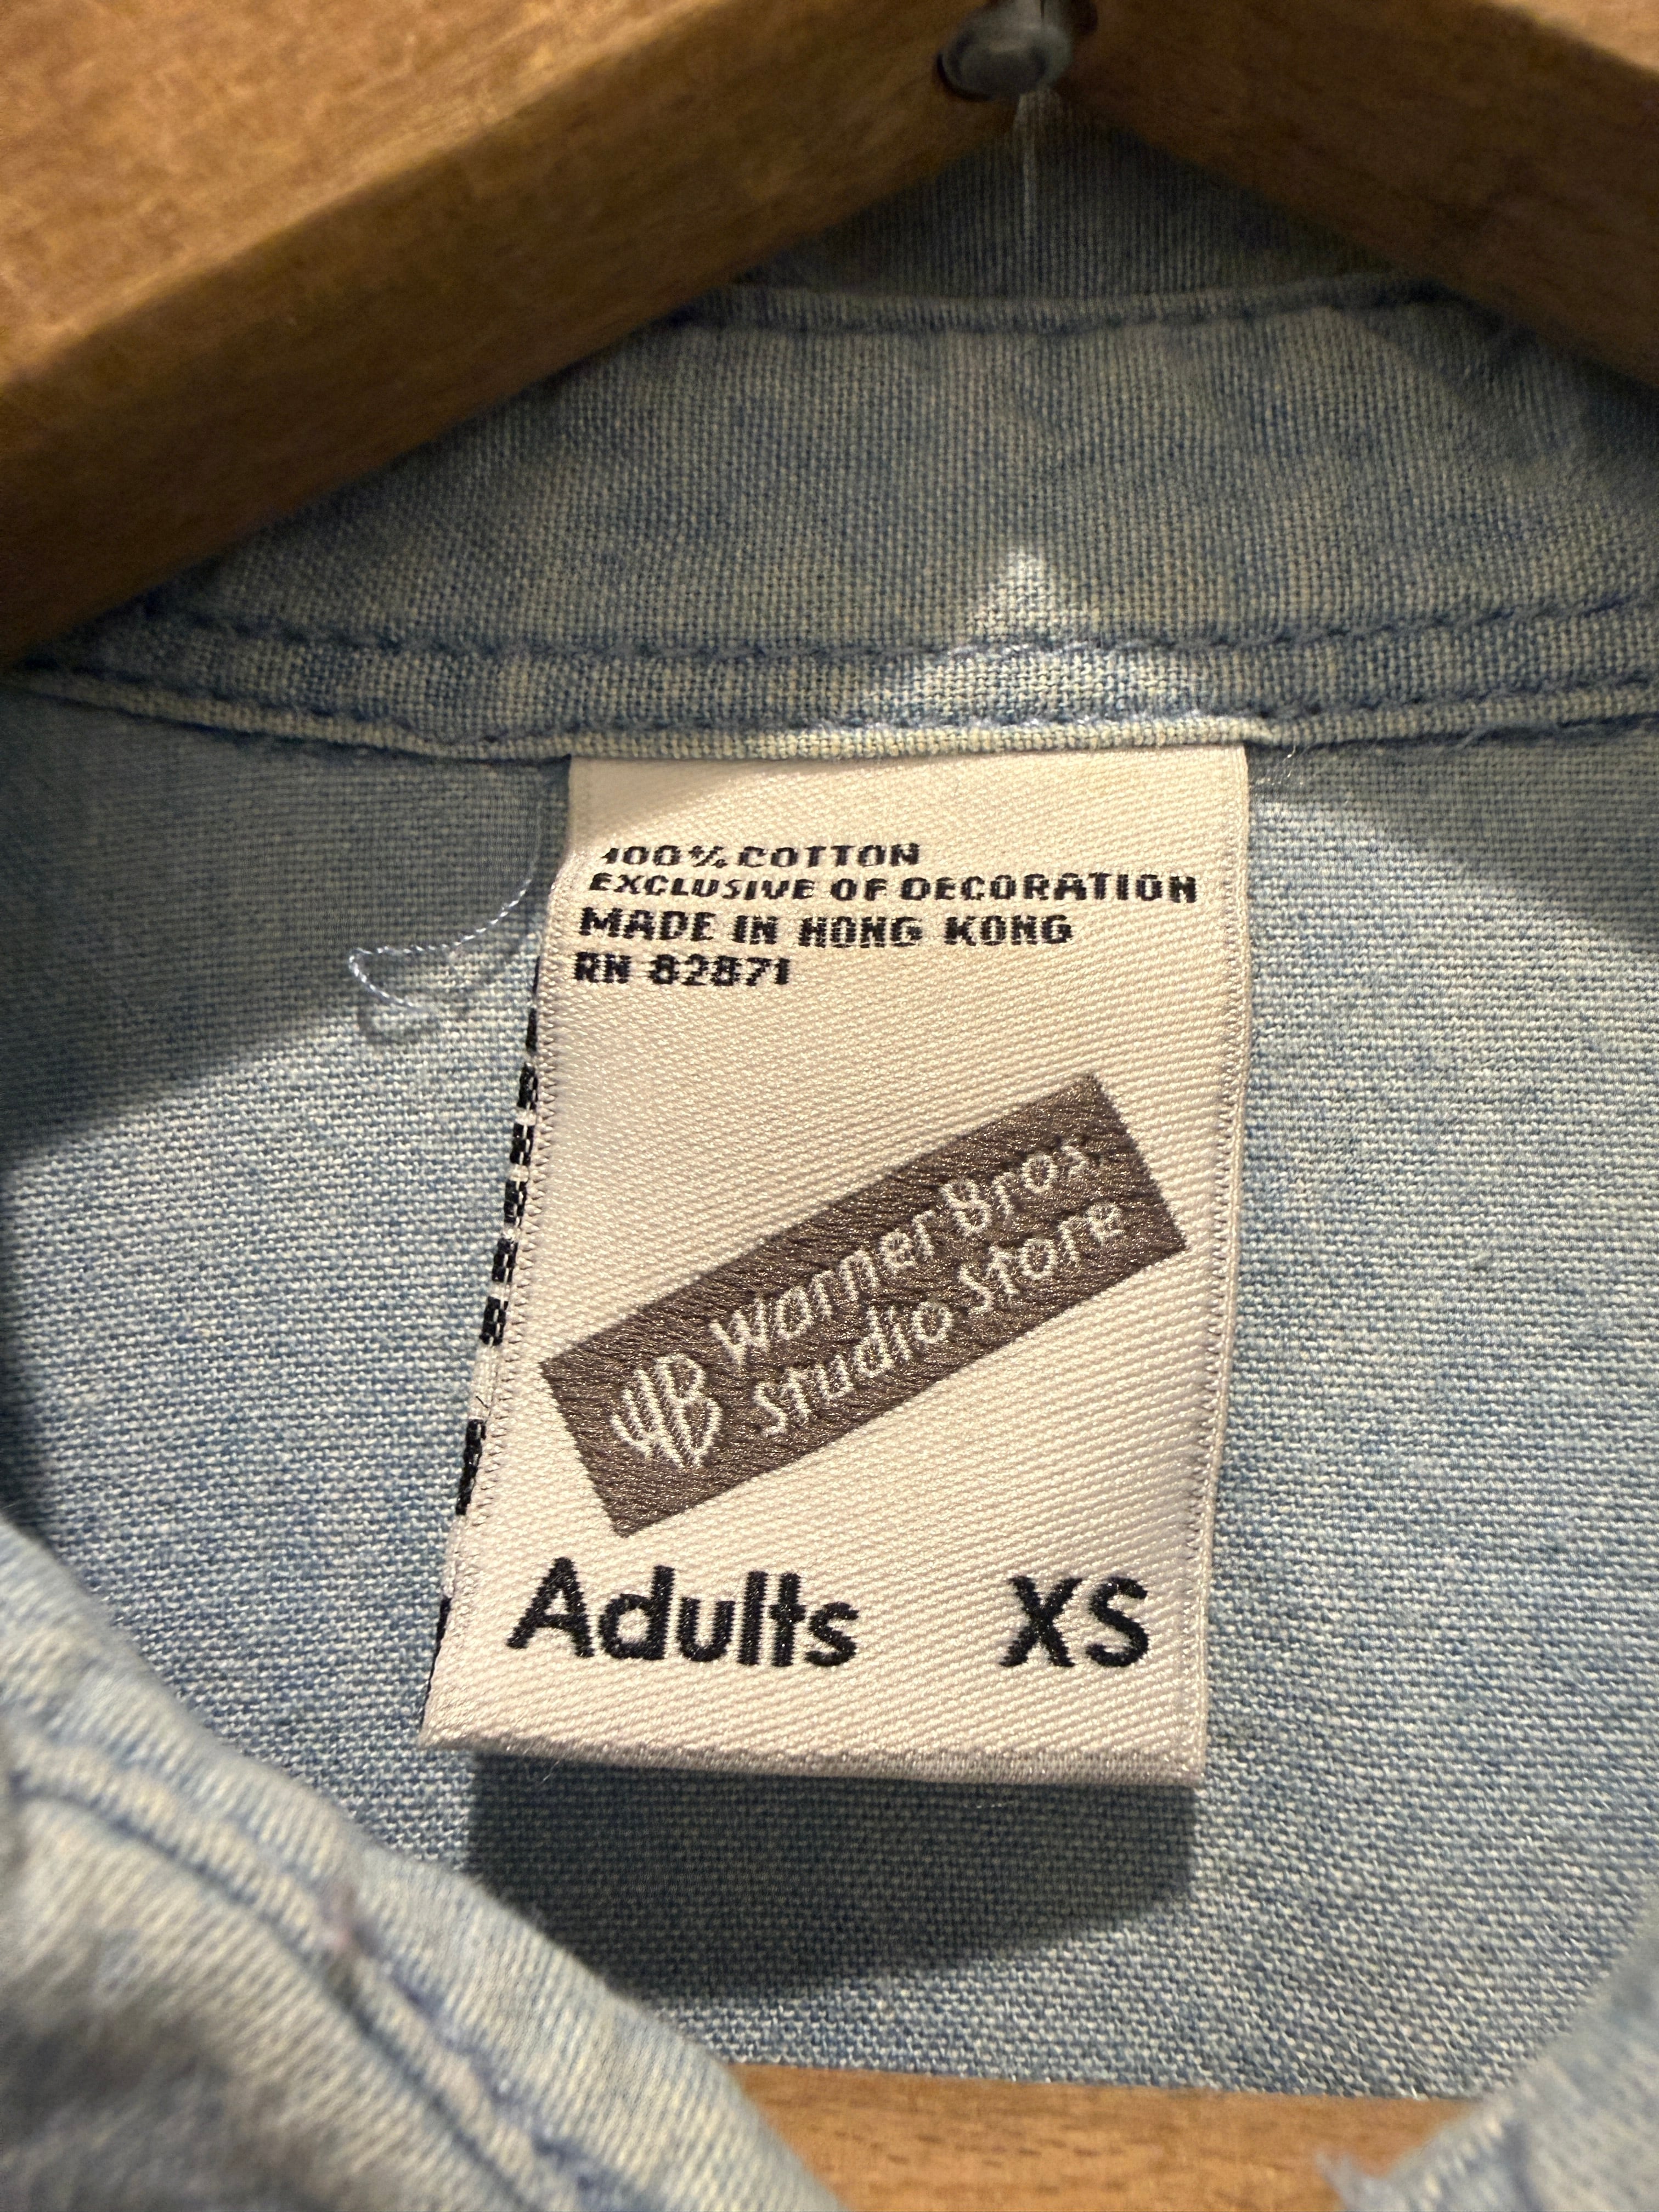 100% COTTON
EXCLUSIVE OF DECORATION
MADE IN HONG KONG
RN 82871
WB Warner Bros.
Studio Store
Adults XS